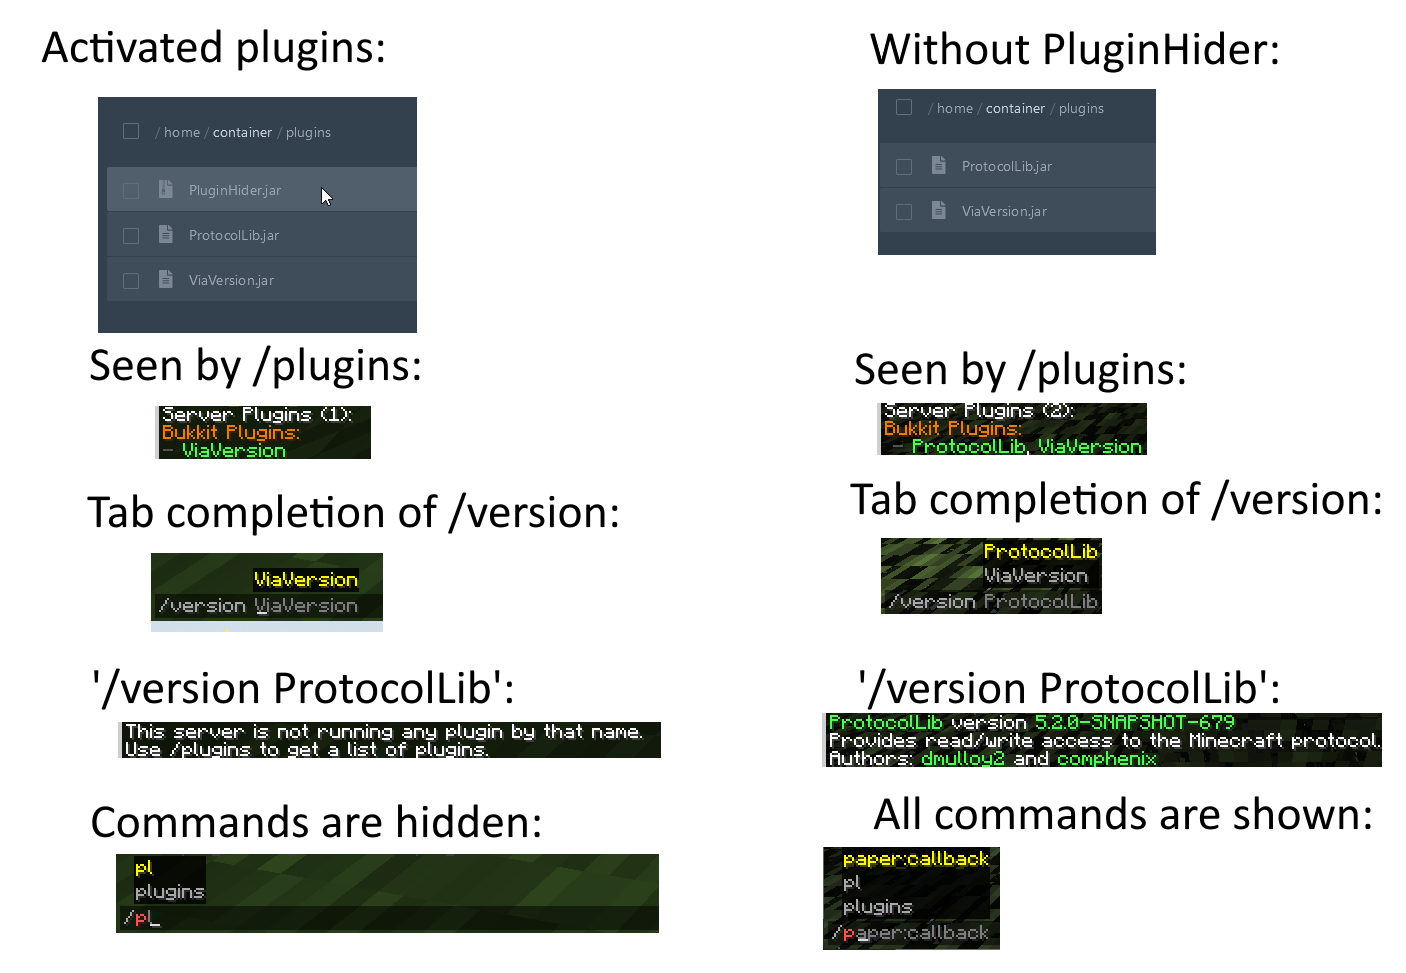 Activated plugins:
/ home / container / plugins
PluginHider.jar
ProtocolLib.jar
ViaVersion.jar
Seen by /plugins:
Server Plugins (1):
Bukkit Plugins:
- ViaVersion
Tab completion of /version:
ViaVersion
/version ViaVersion
'/version ProtocolLib':
This server is not running any plugin by that name.
Use /plugins to get a list of plugins.
Commands are hidden:
pl
plugins
/pl_
Without PluginHider:
/ home / container / plugins
ProtocolLib.jar
ViaVersion.jar
Seen by /plugins:
Server Plugins (2):
Bukkit Plugins:
- ProtocolLib, ViaVersion
Tab completion of /version:
ProtocolLib
ViaVersion
/version ProtocolLib
'/version ProtocolLib':
ProtocolLib version 5.2.0-SNAPSHOT-679
Provides read/write access to the Minecraft protocol.
Authors: dmulloy2 and comphenix
All commands are shown:
paper:callback
pl
plugins
/paper:callback